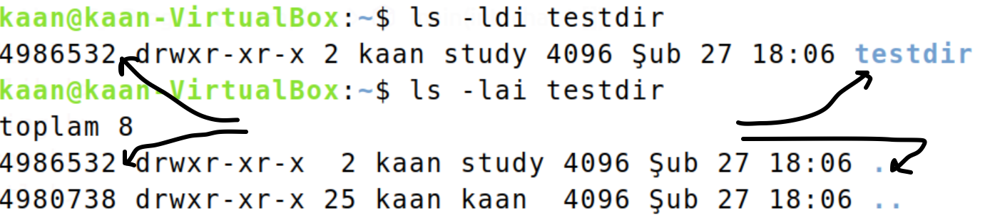 kaan@kaan-VirtualBox:~$ ls -ldi testdir
4986532 drwxr-xr-x 2 kaan study 4096 Şub 27 18:06 testdir
kaan@kaan-VirtualBox:~$ ls -lai testdir
toplam 8
4986532 drwxr-xr-x  2 kaan study 4096 Şub 27 18:06 .
4980738 drwxr-xr-x 25 kaan kaan  4096 Şub 27 18:06 ..